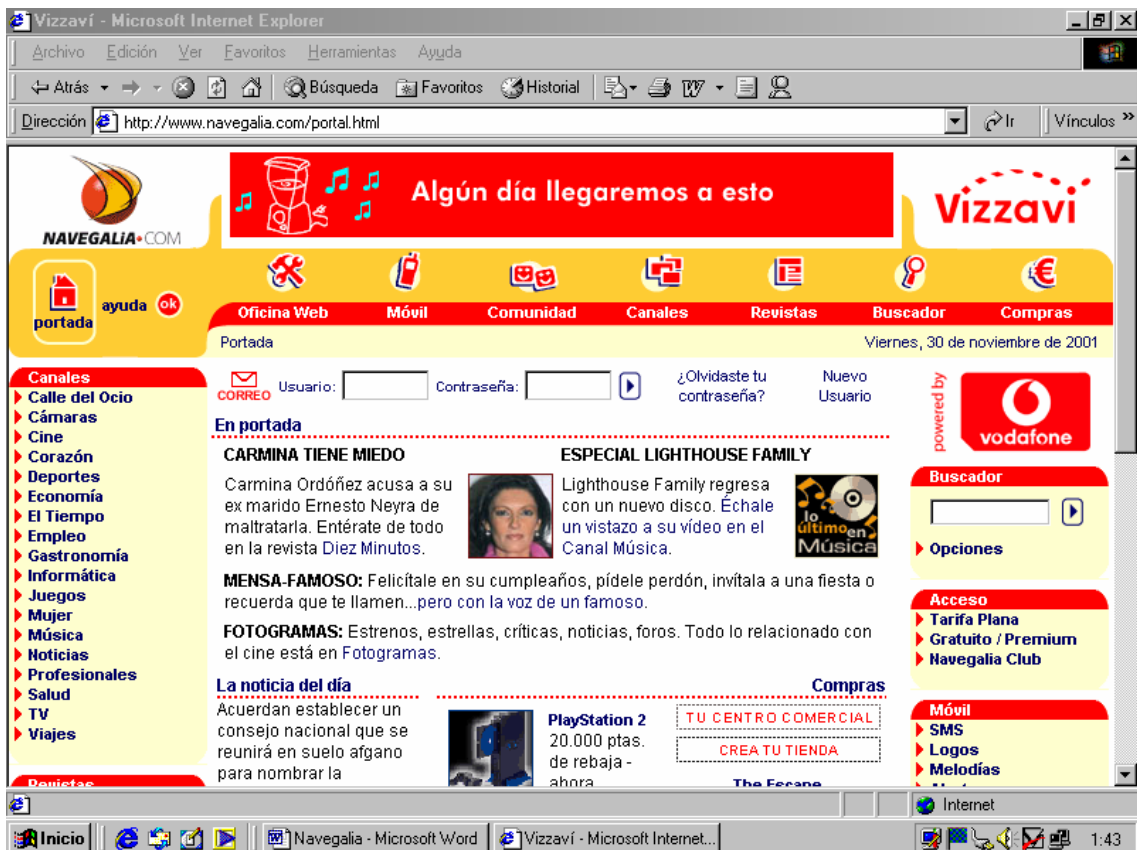 Vizzaví - Microsoft Internet Explorer
Archivo Edición Ver Favoritos Herramientas Ayuda
Atrás Búsqueda Favoritos Historial
Dirección http://www.navegalia.com/portal.html Ir Vínculos »
NAVEGALiA•COM
Algún día llegaremos a esto
Vizzaví
portada
ayuda ok
Oficina Web Móvil Comunidad Canales Revistas Buscador Compras
Portada Viernes, 30 de noviembre de 2001
Canales
Calle del Ocio
Cámaras
Cine
Corazón
Deportes
Economía
El Tiempo
Empleo
Gastronomía
Informática
Juegos
Mujer
Música
Noticias
Profesionales
Salud
TV
Viajes
Revistas
CORREO Usuario: Contraseña: ¿Olvidaste tu
contraseña?
Nuevo
Usuario
En portada
CARMINA TIENE MIEDO
Carmina Ordóñez acusa a su
ex marido Ernesto Neyra de
maltratarla. Entérate de todo
en la revista Diez Minutos.
ESPECIAL LIGHTHOUSE FAMILY
Lighthouse Family regresa
con un nuevo disco. Échale
un vistazo a su vídeo en el
Canal Música.
lo
último en
Música
MENSA-FAMOSO: Felicítale en su cumpleaños, pídele perdón, invítala a una fiesta o
recuerda que te llamen...pero con la voz de un famoso.
FOTOGRAMAS: Estrenos, estrellas, críticas, noticias, foros. Todo lo relacionado con
el cine está en Fotogramas.
La noticia del día
Acuerdan establecer un
consejo nacional que se
reunirá en suelo afgano
para nombrar la
Compras
PlayStation 2
20.000 ptas.
de rebaja -
ahora
TU CENTRO COMERCIAL
CREA TU TIENDA
The Escape
powered by
vodafone
Buscador
Opciones
Acceso
Tarifa Plana
Gratuito / Premium
Navegalia Club
Móvil
SMS
Logos
Melodías
Internet
Inicio Navegalia - Microsoft Word Vizzaví - Microsoft Internet... 1:43